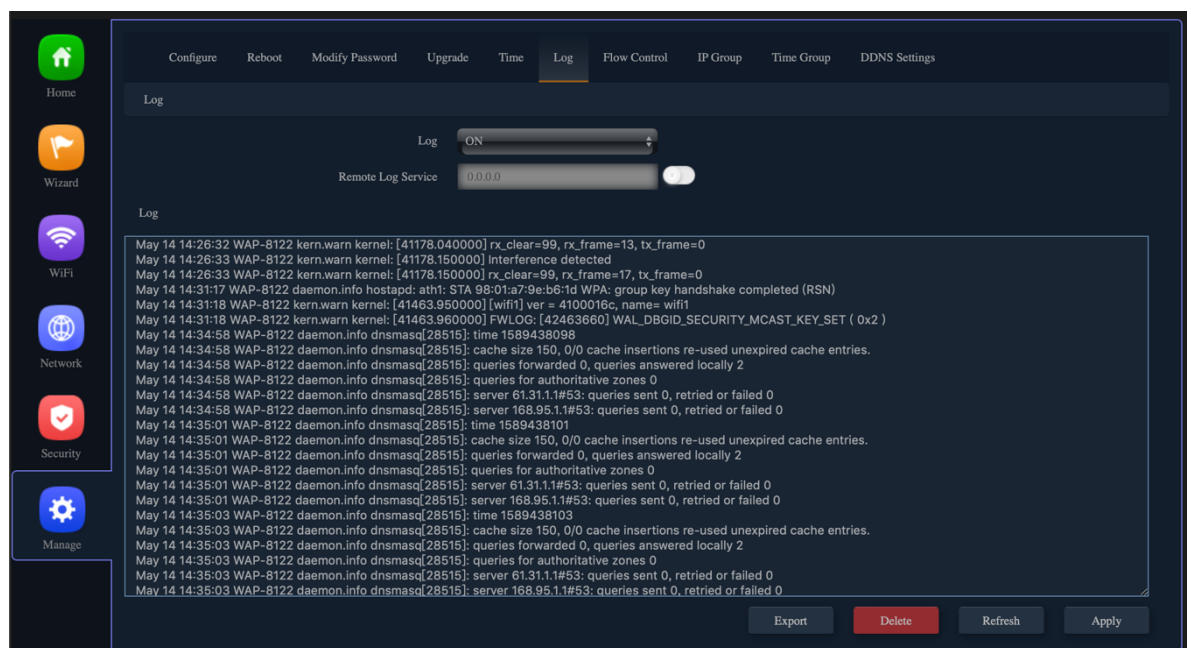 Home
Wizard
WiFi
Network
Security
Manage
Configure Reboot Modify Password Upgrade Time Log Flow Control IP Group Time Group DDNS Settings
Log
Log ON
Remote Log Service 0.0.0.0
Log
May 14 14:26:32 WAP-8122 kern.warn kernel: [41178.040000] rx_clear=99, rx_frame=13, tx_frame=0
May 14 14:26:33 WAP-8122 kern.warn kernel: [41178.150000] Interference detected
May 14 14:26:33 WAP-8122 kern.warn kernel: [41178.150000] rx_clear=99, rx_frame=17, tx_frame=0
May 14 14:31:17 WAP-8122 daemon.info hostapd: ath1: STA 98:01:a7:9e:b6:1d WPA: group key handshake completed (RSN)
May 14 14:31:18 WAP-8122 kern.warn kernel: [41463.950000] [wifi1] ver = 4100016c, name= wifi1
May 14 14:31:18 WAP-8122 kern.warn kernel: [41463.960000] FWLOG: [42463660] WAL_DBGID_SECURITY_MCAST_KEY_SET ( 0x2 )
May 14 14:34:58 WAP-8122 daemon.info dnsmasq[28515]: time 1589438098
May 14 14:34:58 WAP-8122 daemon.info dnsmasq[28515]: cache size 150, 0/0 cache insertions re-used unexpired cache entries.
May 14 14:34:58 WAP-8122 daemon.info dnsmasq[28515]: queries forwarded 0, queries answered locally 2
May 14 14:34:58 WAP-8122 daemon.info dnsmasq[28515]: queries for authoritative zones 0
May 14 14:34:58 WAP-8122 daemon.info dnsmasq[28515]: server 61.31.1.1#53: queries sent 0, retried or failed 0
May 14 14:34:58 WAP-8122 daemon.info dnsmasq[28515]: server 168.95.1.1#53: queries sent 0, retried or failed 0
May 14 14:35:01 WAP-8122 daemon.info dnsmasq[28515]: time 1589438101
May 14 14:35:01 WAP-8122 daemon.info dnsmasq[28515]: cache size 150, 0/0 cache insertions re-used unexpired cache entries.
May 14 14:35:01 WAP-8122 daemon.info dnsmasq[28515]: queries forwarded 0, queries answered locally 2
May 14 14:35:01 WAP-8122 daemon.info dnsmasq[28515]: queries for authoritative zones 0
May 14 14:35:01 WAP-8122 daemon.info dnsmasq[28515]: server 61.31.1.1#53: queries sent 0, retried or failed 0
May 14 14:35:01 WAP-8122 daemon.info dnsmasq[28515]: server 168.95.1.1#53: queries sent 0, retried or failed 0
May 14 14:35:03 WAP-8122 daemon.info dnsmasq[28515]: time 1589438103
May 14 14:35:03 WAP-8122 daemon.info dnsmasq[28515]: cache size 150, 0/0 cache insertions re-used unexpired cache entries.
May 14 14:35:03 WAP-8122 daemon.info dnsmasq[28515]: queries forwarded 0, queries answered locally 2
May 14 14:35:03 WAP-8122 daemon.info dnsmasq[28515]: queries for authoritative zones 0
May 14 14:35:03 WAP-8122 daemon.info dnsmasq[28515]: server 61.31.1.1#53: queries sent 0, retried or failed 0
May 14 14:35:03 WAP-8122 daemon.info dnsmasq[28515]: server 168.95.1.1#53: queries sent 0, retried or failed 0
Export Delete Refresh Apply